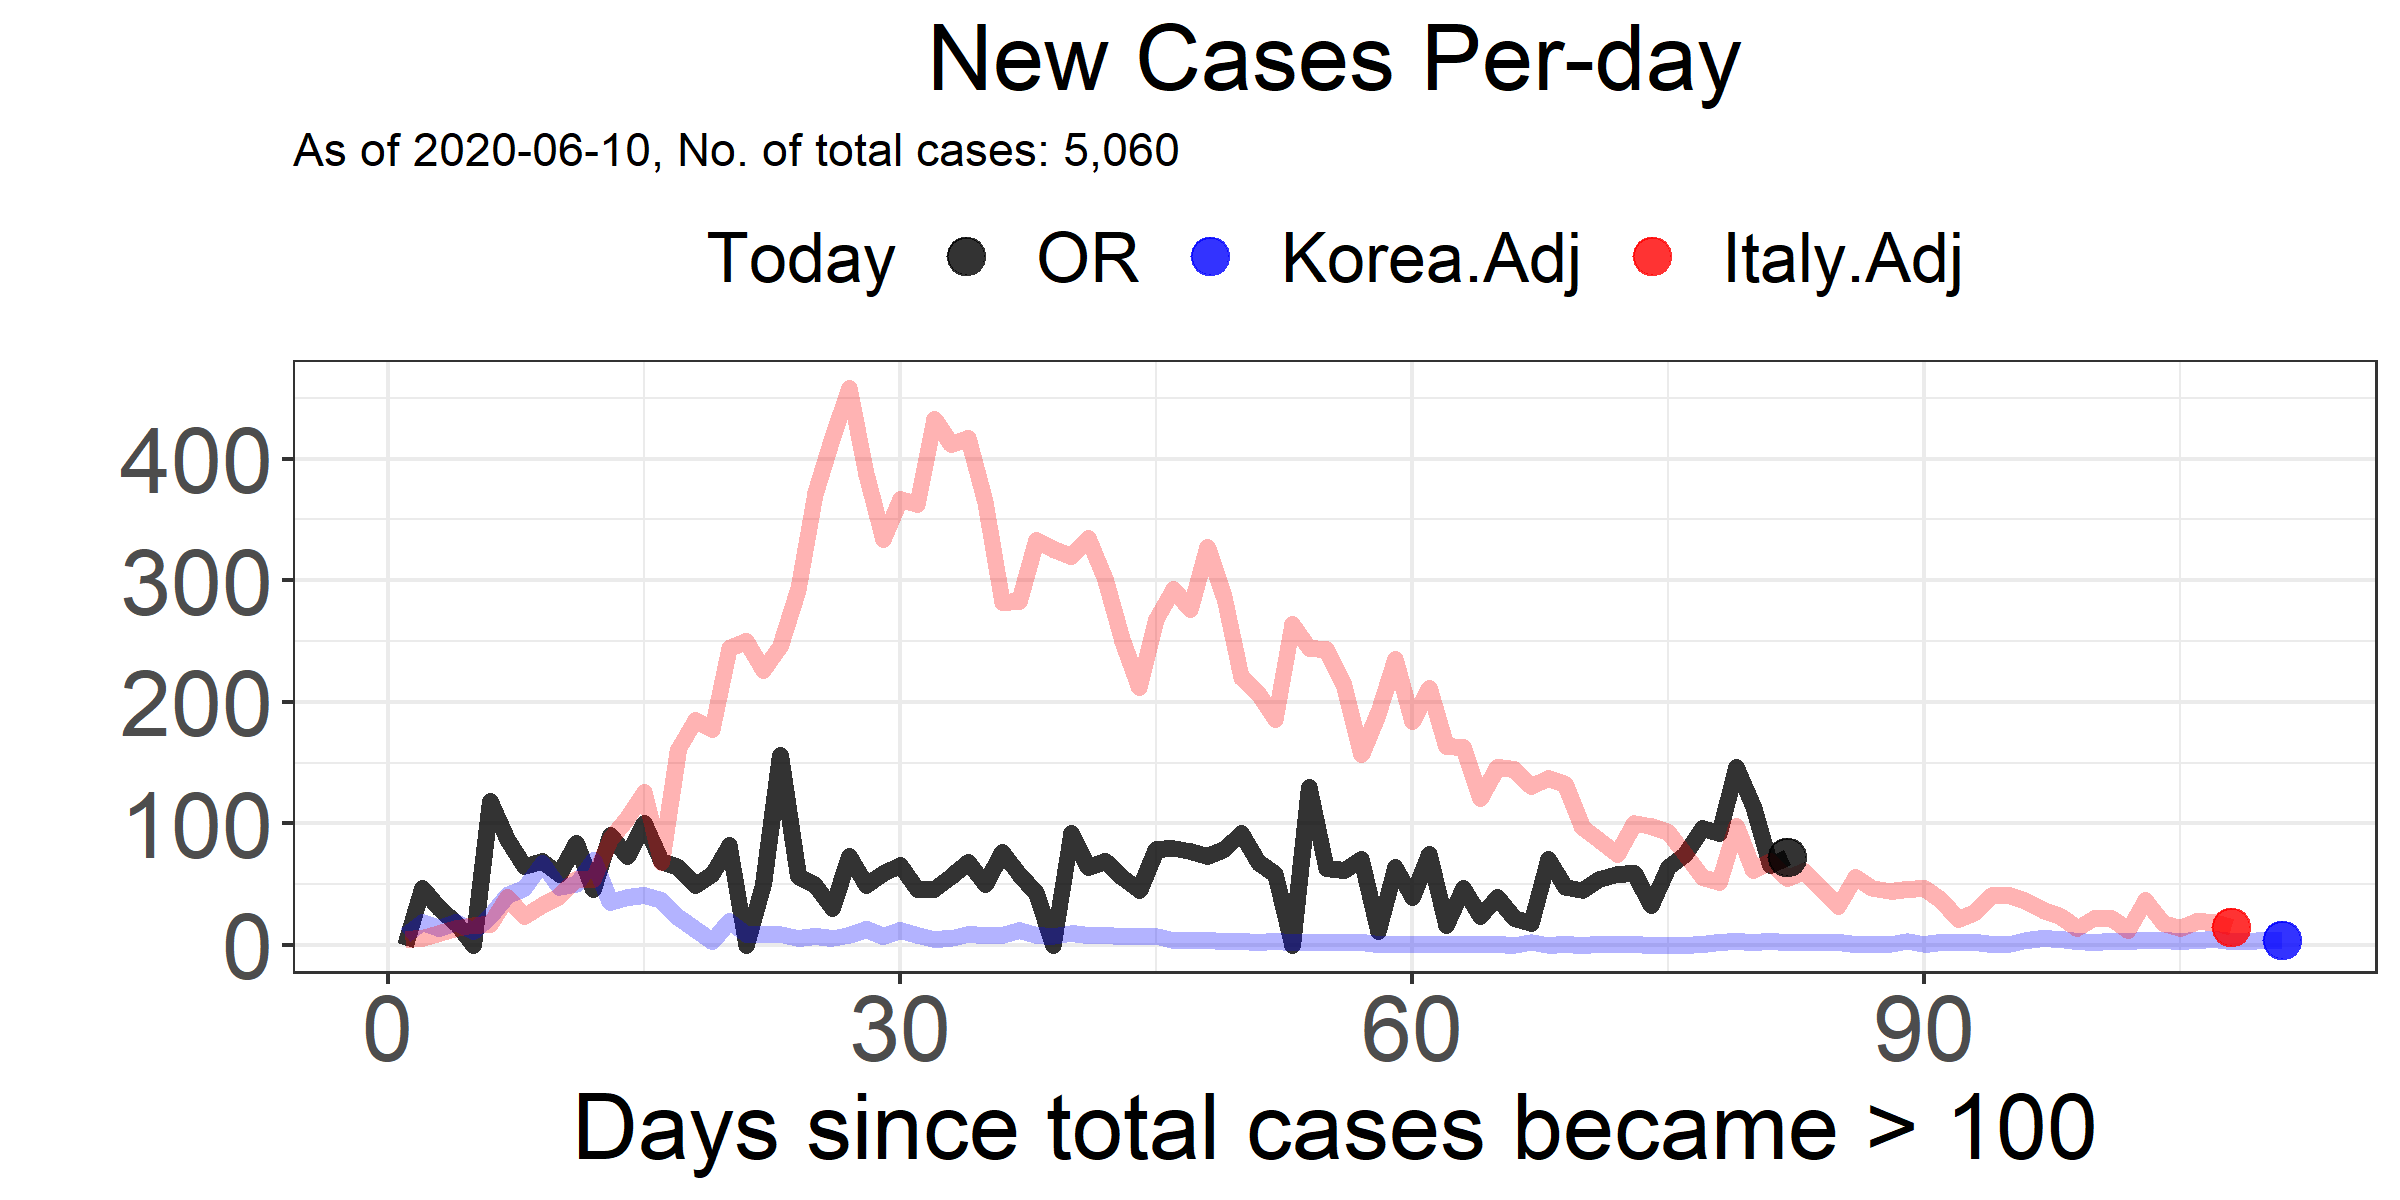 New Cases Per-day
As of 2020-06-10, No. of total cases: 5,060
Today OR Korea.Adj Italy.Adj
400
300
200
100
0
0 30 60 90
Days since total cases became > 100